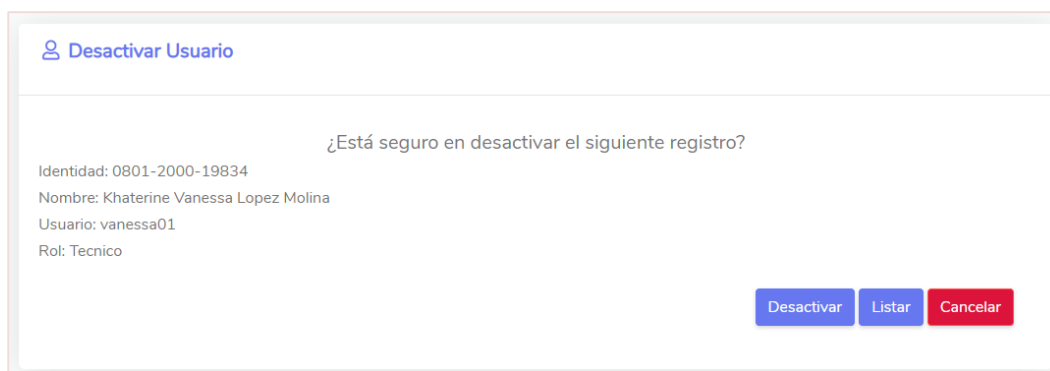 Desactivar Usuario
¿Está seguro en desactivar el siguiente registro?
Identidad: 0801-2000-19834
Nombre: Khaterine Vanessa Lopez Molina
Usuario: vanessa01
Rol: Tecnico
Desactivar Listar Cancelar